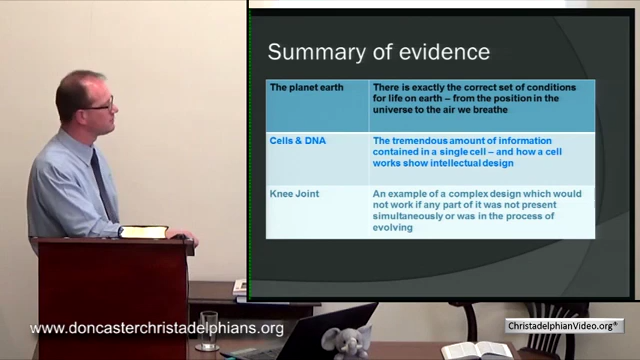 Summary of evidence
The planet earth
There is exactly the correct set of conditions
for life on earth – from the position in the
universe to the air we breathe
Cells & DNA
The tremendous amount of information
contained in a single cell – and how a cell
works show intellectual design
Knee Joint
An example of a complex design which would
not work if any part of it was not present
simultaneously or was in the process of
evolving
www.doncasterchristadelphians.org
ChristadelphianVideo.org+